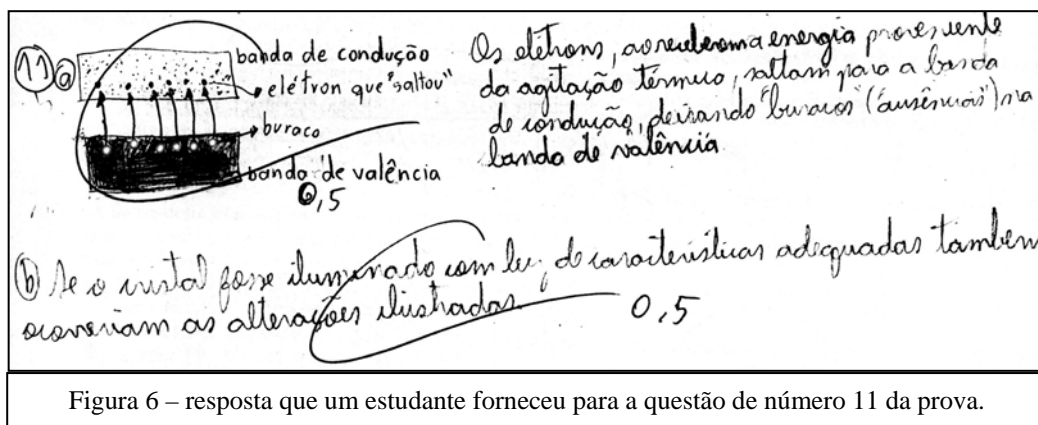 11 a
banda de condução
elétron que "saltou"
buraco
banda de valência
0,5
Os elétrons, ao receberem a energia proveniente
da agitação térmica, saltam para a banda
de condução, deixando "buracos" ("ausências") na
banda de valência
b Se o cristal fosse iluminado com luz de características adequadas também
ocorreriam as alterações ilustradas. 0,5
Figura 6 – resposta que um estudante forneceu para a questão de número 11 da prova.